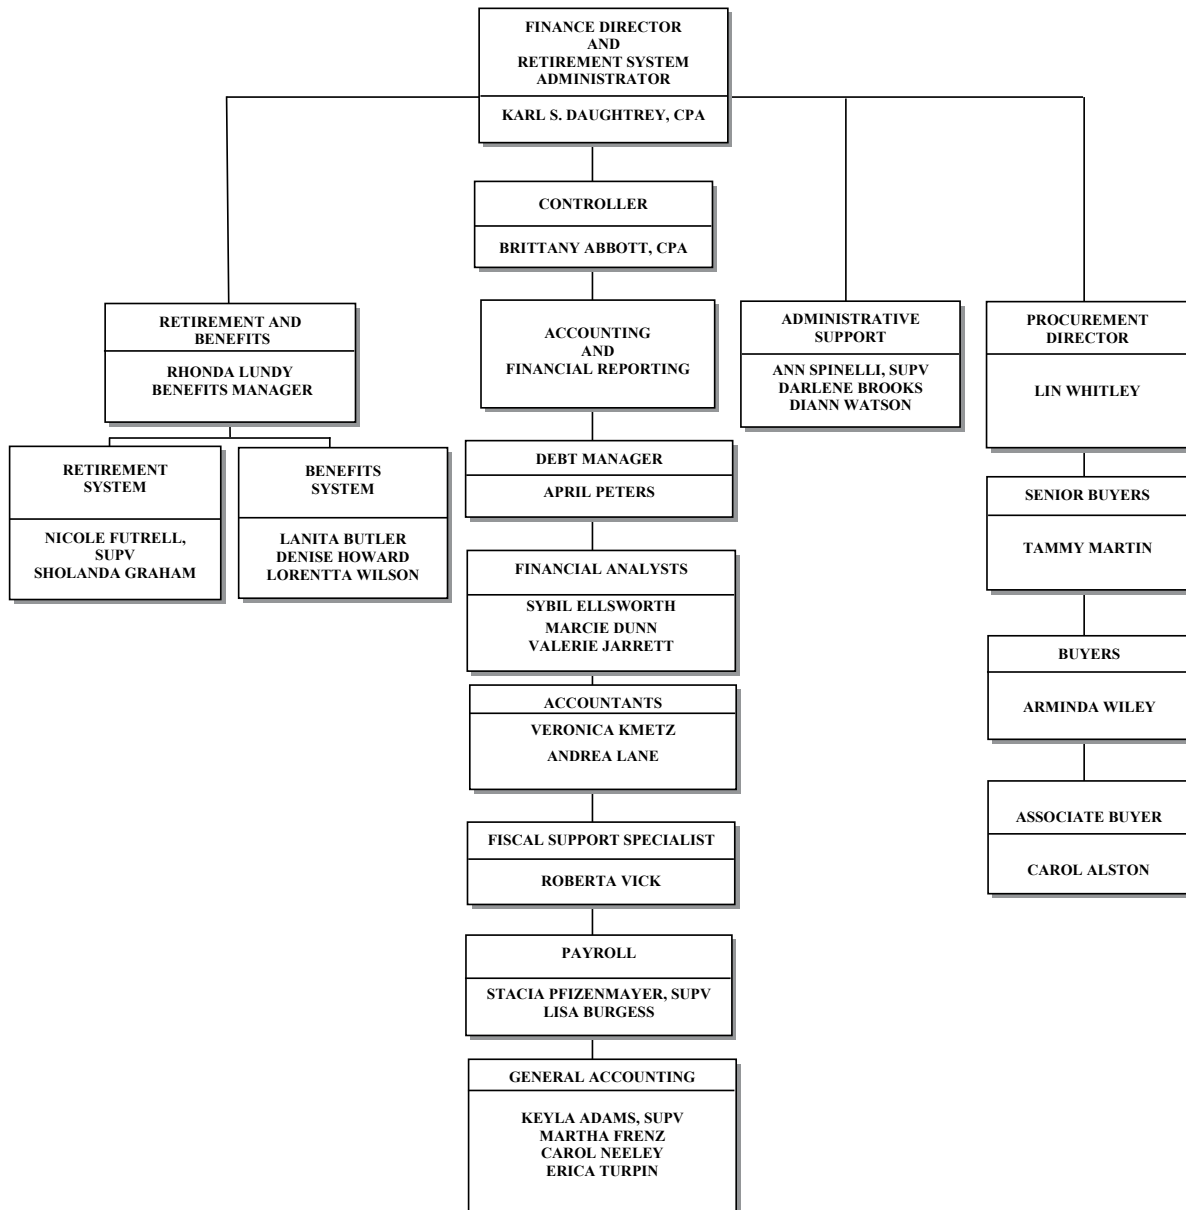 FINANCE DIRECTOR
AND
RETIREMENT SYSTEM
ADMINISTRATOR
KARL S. DAUGHTREY, CPA
CONTROLLER
BRITTANY ABBOTT, CPA
RETIREMENT AND
BENEFITS
RHONDA LUNDY
BENEFITS MANAGER
ACCOUNTING
AND
FINANCIAL REPORTING
ADMINISTRATIVE
SUPPORT
ANN SPINELLI, SUPV
DARLENE BROOKS
DIANN WATSON
PROCUREMENT
DIRECTOR
LIN WHITLEY
RETIREMENT
SYSTEM
NICOLE FUTRELL,
SUPV
SHOLANDA GRAHAM
BENEFITS
SYSTEM
LANITA BUTLER
DENISE HOWARD
LORENTTA WILSON
DEBT MANAGER
APRIL PETERS
SENIOR BUYERS
TAMMY MARTIN
FINANCIAL ANALYSTS
SYBIL ELLSWORTH
MARCIE DUNN
VALERIE JARRETT
BUYERS
ARMINDA WILEY
ACCOUNTANTS
VERONICA KMETZ
ANDREA LANE
ASSOCIATE BUYER
CAROL ALSTON
FISCAL SUPPORT SPECIALIST
ROBERTA VICK
PAYROLL
STACIA PFIZENMAYER, SUPV
LISA BURGESS
GENERAL ACCOUNTING
KEYLA ADAMS, SUPV
MARTHA FRENZ
CAROL NEELEY
ERICA TURPIN